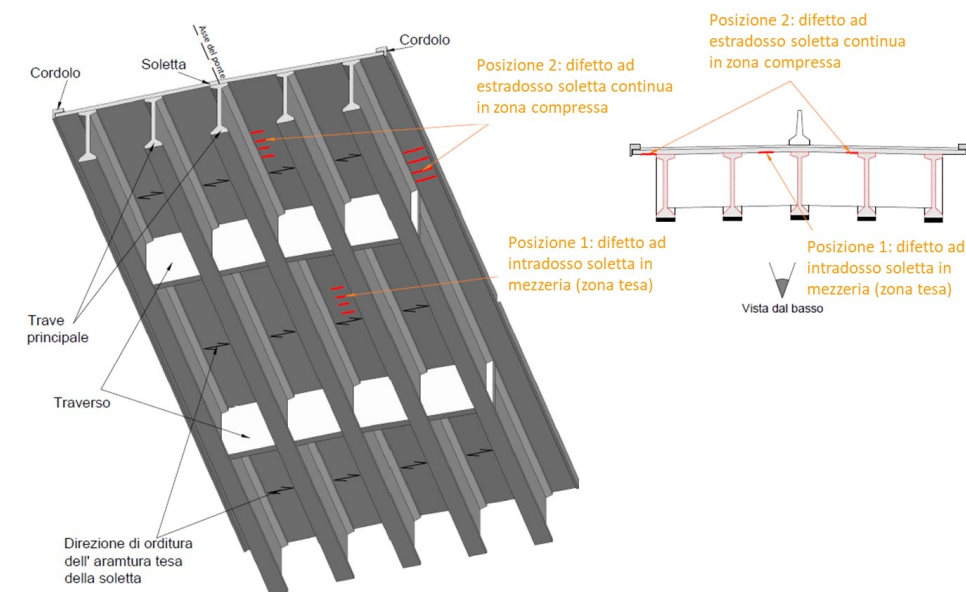 Asse del ponte
Cordolo
Cordolo
Soletta
Posizione 2: difetto ad
estradosso soletta continua
in zona compressa
Posizione 2: difetto ad
estradosso soletta continua
in zona compressa
Posizione 1: difetto ad
intradosso soletta in
mezzeria (zona tesa)
Posizione 1: difetto ad
intradosso soletta in
mezzeria (zona tesa)
Vista dal basso
Trave
principale
Traverso
Direzione di orditura
dell' aramtura tesa
della soletta